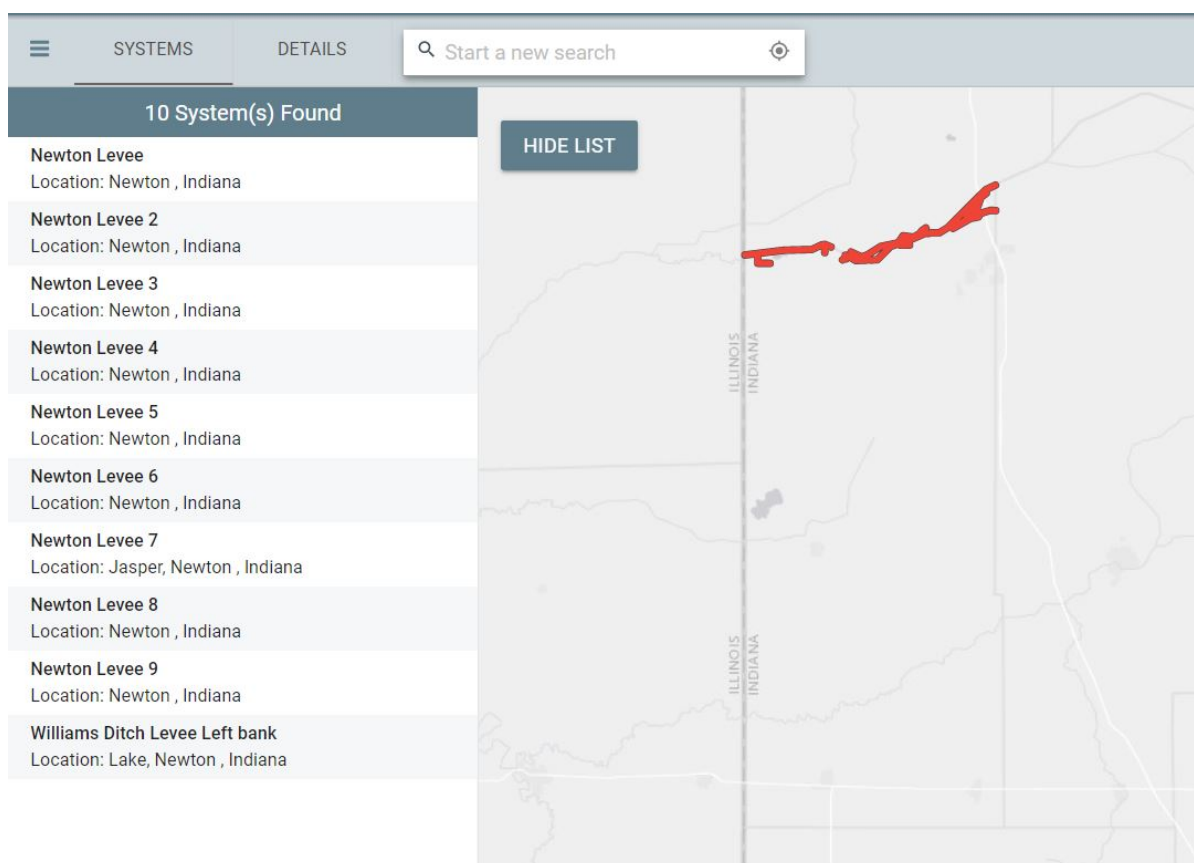 SYSTEMS
DETAILS
Start a new search
10 System(s) Found
HIDE LIST
Newton Levee
Location: Newton , Indiana
Newton Levee 2
Location: Newton , Indiana
Newton Levee 3
Location: Newton , Indiana
Newton Levee 4
Location: Newton , Indiana
Newton Levee 5
Location: Newton , Indiana
Newton Levee 6
Location: Newton , Indiana
Newton Levee 7
Location: Jasper, Newton , Indiana
Newton Levee 8
Location: Newton , Indiana
Newton Levee 9
Location: Newton , Indiana
Williams Ditch Levee Left bank
Location: Lake, Newton , Indiana
ILLINOIS
INDIANA
ILLINOIS
INDIANA